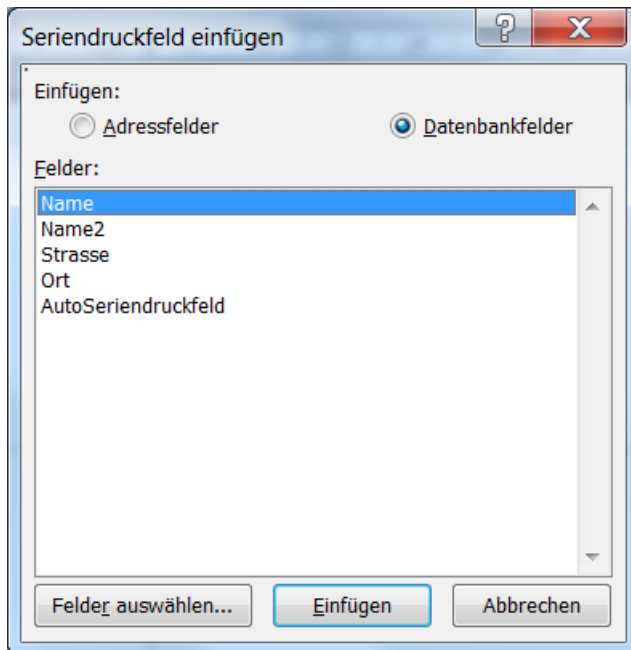 Seriendruckfeld einfügen
Einfügen:
Adressfelder Datenbankfelder
Felder:
Name
Name2
Strasse
Ort
AutoSeriendruckfeld
Felder auswählen... Einfügen Abbrechen